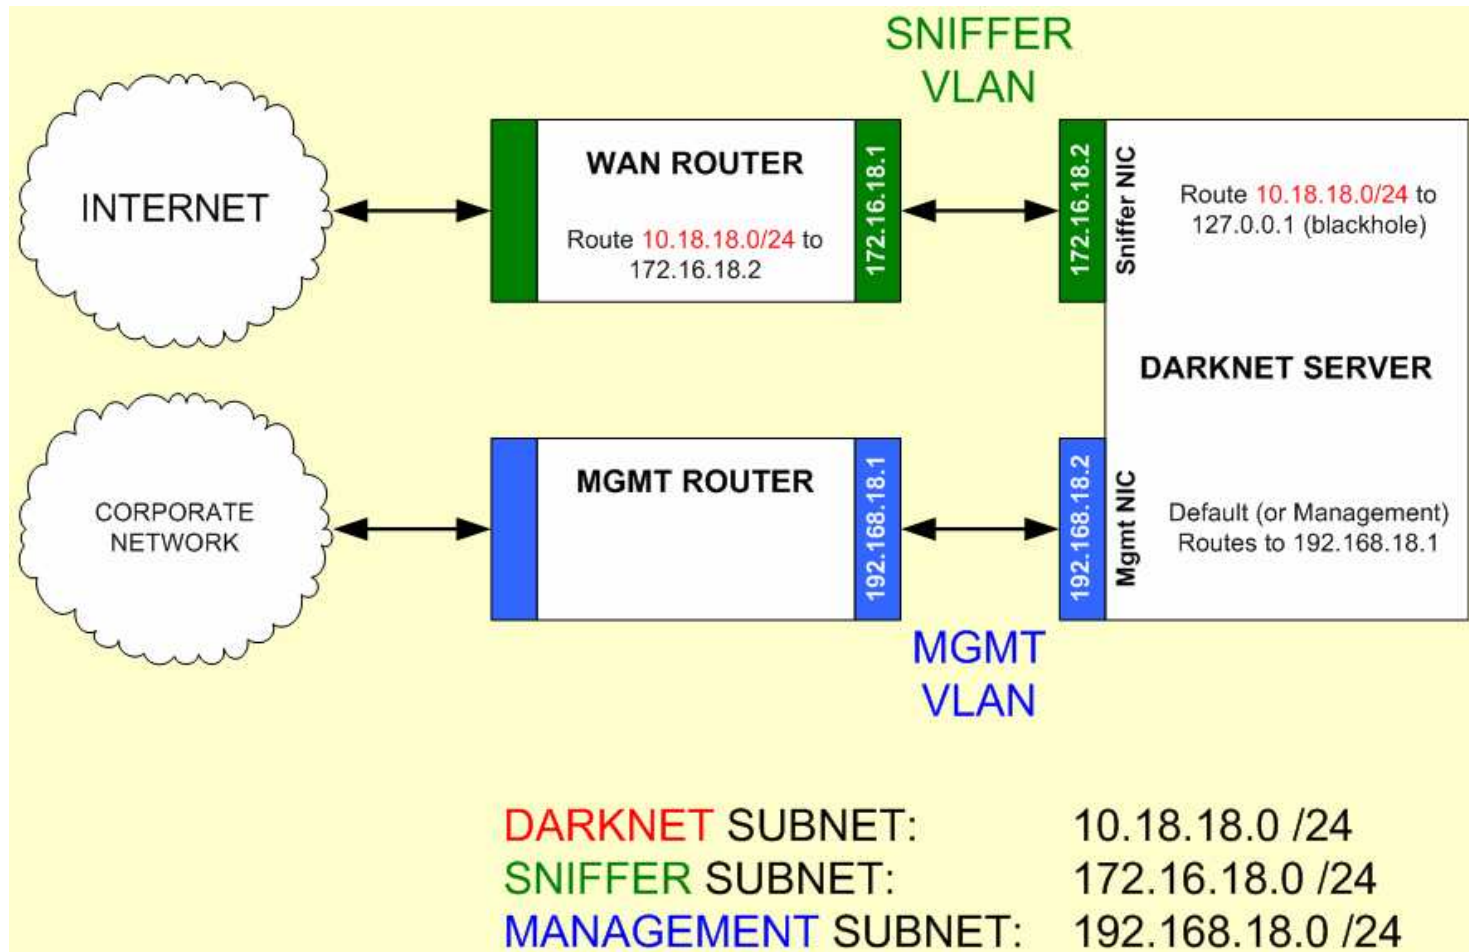 SNIFFER
VLAN
INTERNET
WAN ROUTER
Route 10.18.18.0/24 to
172.16.18.2
172.16.18.1
172.16.18.2
Sniffer NIC
Route 10.18.18.0/24 to
127.0.0.1 (blackhole)
DARKNET SERVER
CORPORATE
NETWORK
MGMT ROUTER
192.168.18.1
192.168.18.2
Mgmt NIC
Default (or Management)
Routes to 192.168.18.1
MGMT
VLAN
DARKNET SUBNET: 10.18.18.0 /24
SNIFFER SUBNET: 172.16.18.0 /24
MANAGEMENT SUBNET: 192.168.18.0 /24